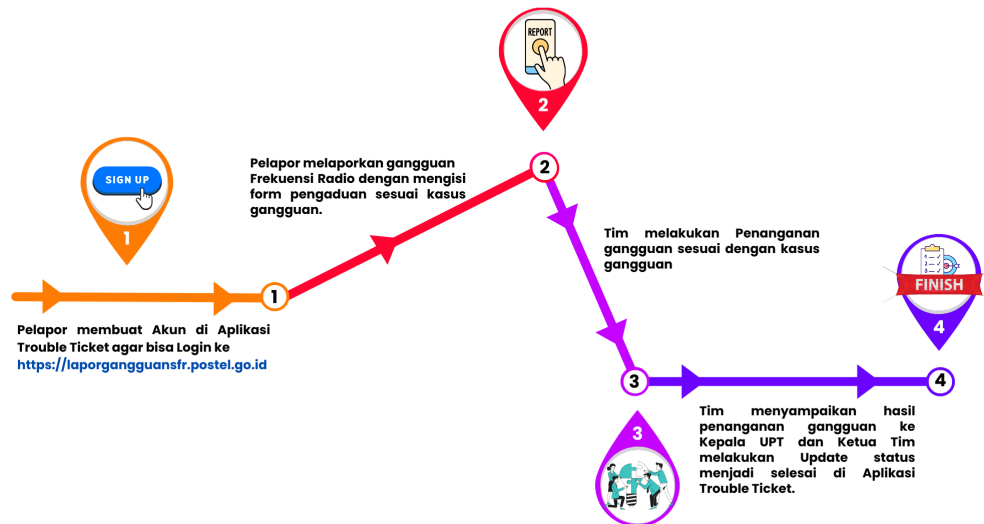 SIGN UP
1
1
Pelapor membuat Akun di Aplikasi
Trouble Ticket agar bisa Login ke
https://laporgangguansfr.postel.go.id
REPORT
2
2
Pelapor melaporkan gangguan
Frekuensi Radio dengan mengisi
form pengaduan sesuai kasus
gangguan.
Tim melakukan Penanganan
gangguan sesuai dengan kasus
gangguan
3
3
1
2
3
FINISH
4
4
Tim menyampaikan hasil
penanganan gangguan ke
Kepala UPT dan Ketua Tim
melakukan Update status
menjadi selesai di Aplikasi
Trouble Ticket.